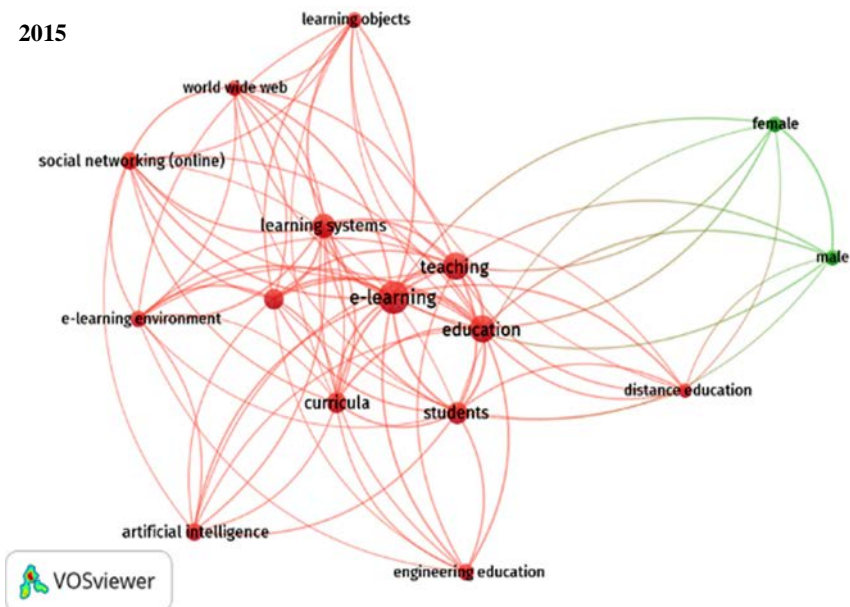 2015
learning objects
world wide web
female
social networking (online)
learning systems
male
teaching
e-learning
e-learning environment
education
distance education
curricula
students
artificial intelligence
engineering education
VOSviewer